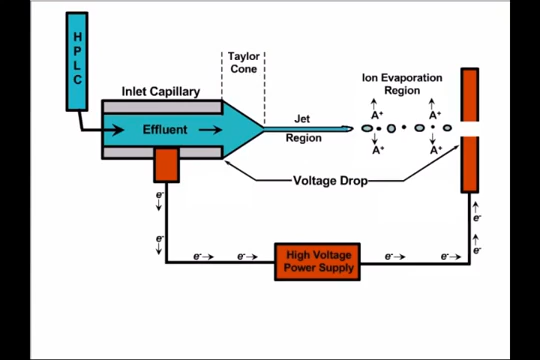 H
P
L
C
Taylor
Cone
Inlet Capillary
Ion Evaporation
Region
A⁺ A⁺
Effluent
Jet
Region
A⁺ A⁺
Voltage Drop
e⁻
e⁻
e⁻ e⁻
High Voltage
Power Supply
e⁻ e⁻
e⁻
e⁻